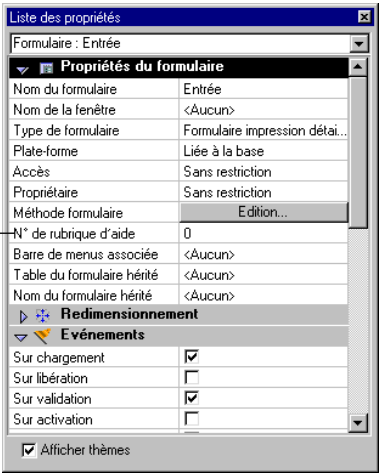 Liste des propriétés
Formulaire : Entrée
Propriétés du formulaire
Nom du formulaire Entrée
Nom de la fenêtre <Aucun>
Type de formulaire Formulaire impression détai...
Plate-forme Liée à la base
Accès Sans restriction
Propriétaire Sans restriction
Méthode formulaire Edition...
N° de rubrique d'aide 0
Barre de menus associée <Aucun>
Table du formulaire hérité <Aucun>
Nom du formulaire hérité <Aucun>
Redimensionnement
Evénements
Sur chargement
Sur libération
Sur validation
Sur activation
Afficher thèmes